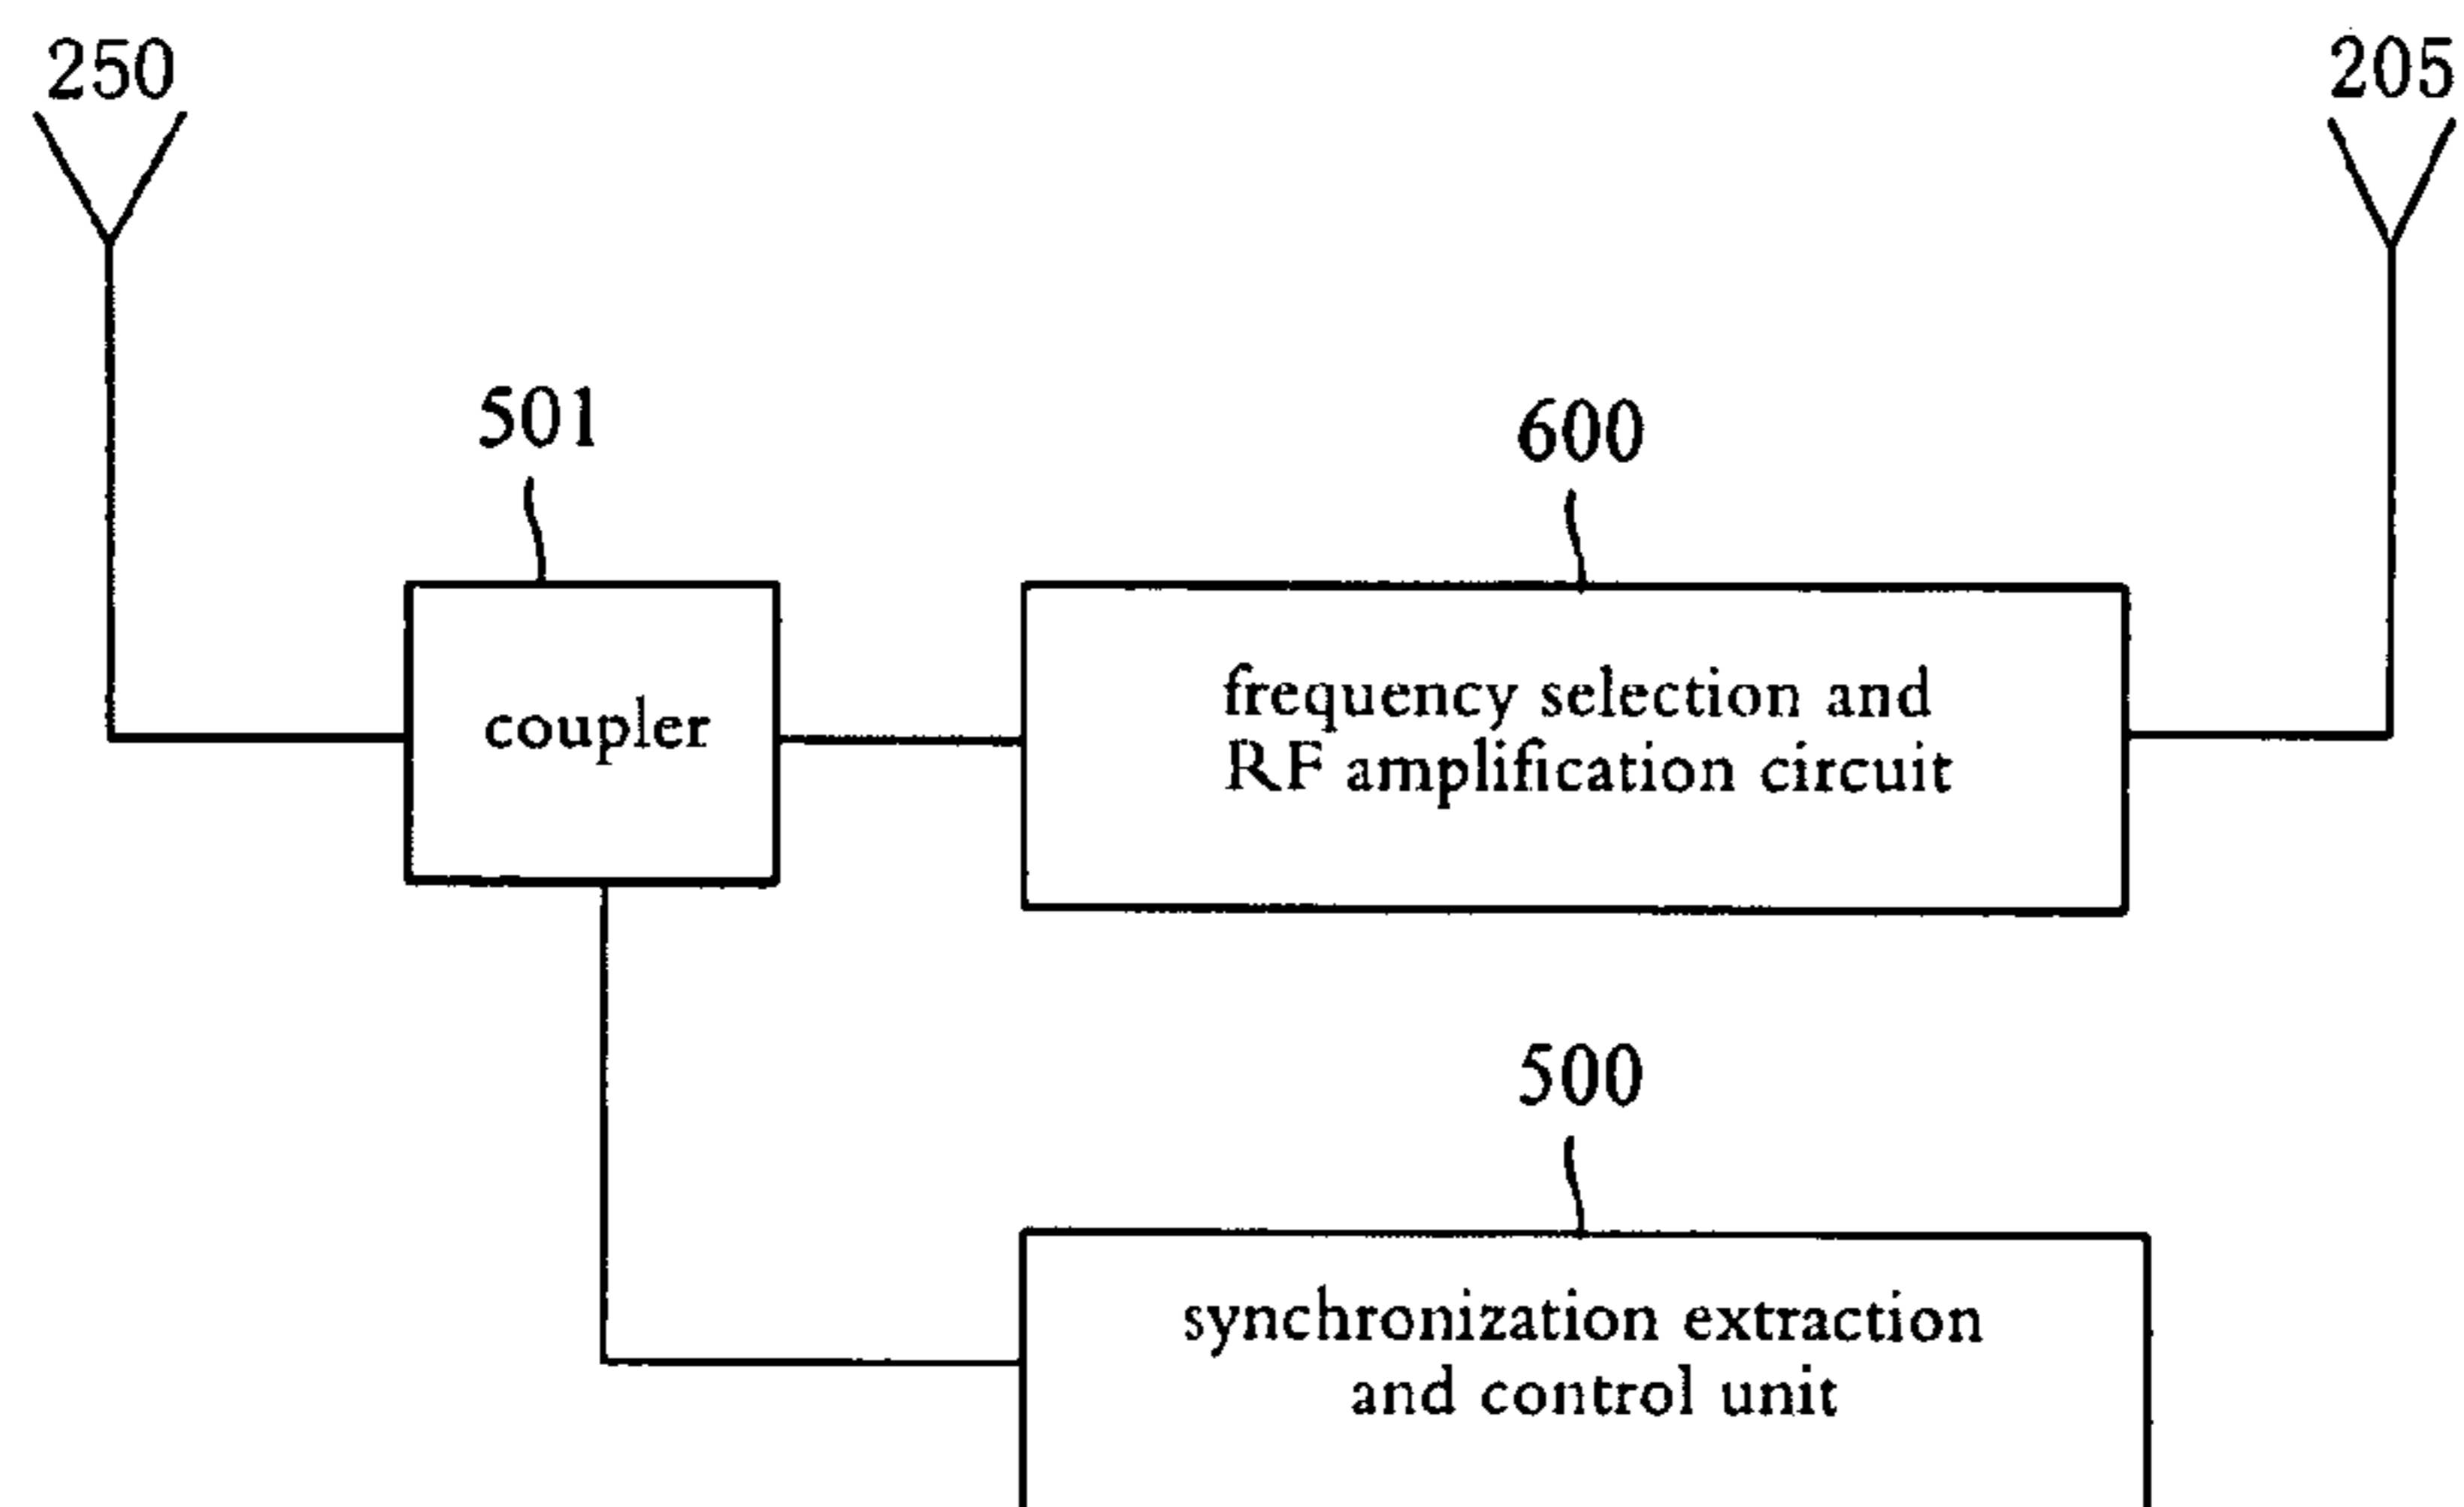 250
205
501
600
coupler
frequency selection and
RF amplification circuit
500
synchronization extraction
and control unit